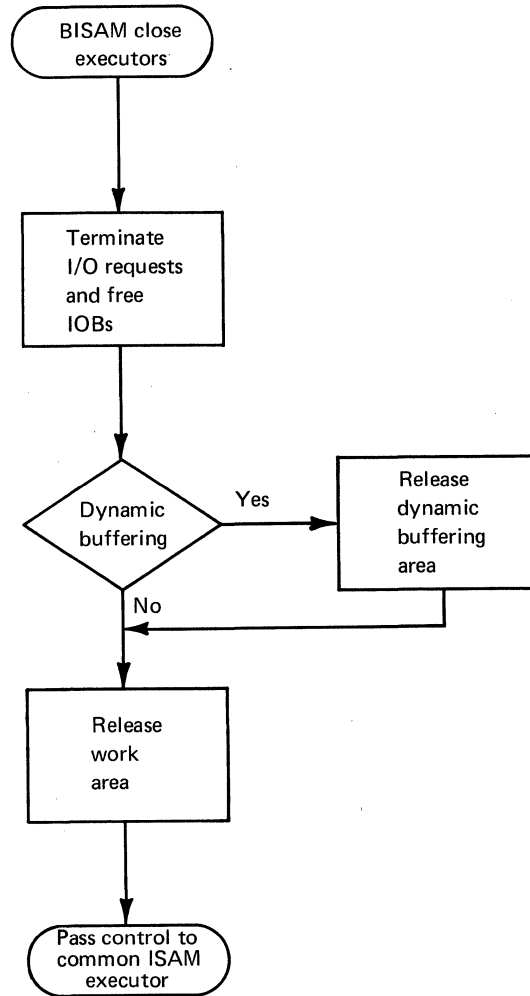 BISAM close
executors
Terminate
I/O requests
and free
IOBs
Dynamic
buffering
Yes
Release
dynamic
buffering
area
No
Release
work
area
Pass control to
common ISAM
executor